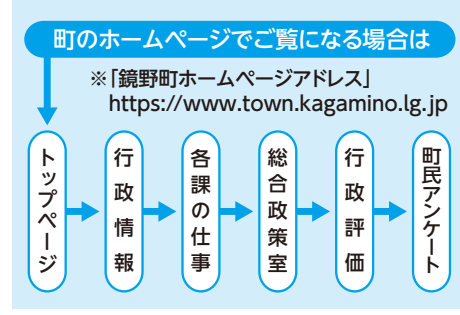 町のホームページでご覧になる場合は
※「鏡野町ホームページアドレス」
https://www.town.kagamino.lg.jp
トップページ
行政情報
各課の仕事
総合政策室
行政評価
町民アンケート